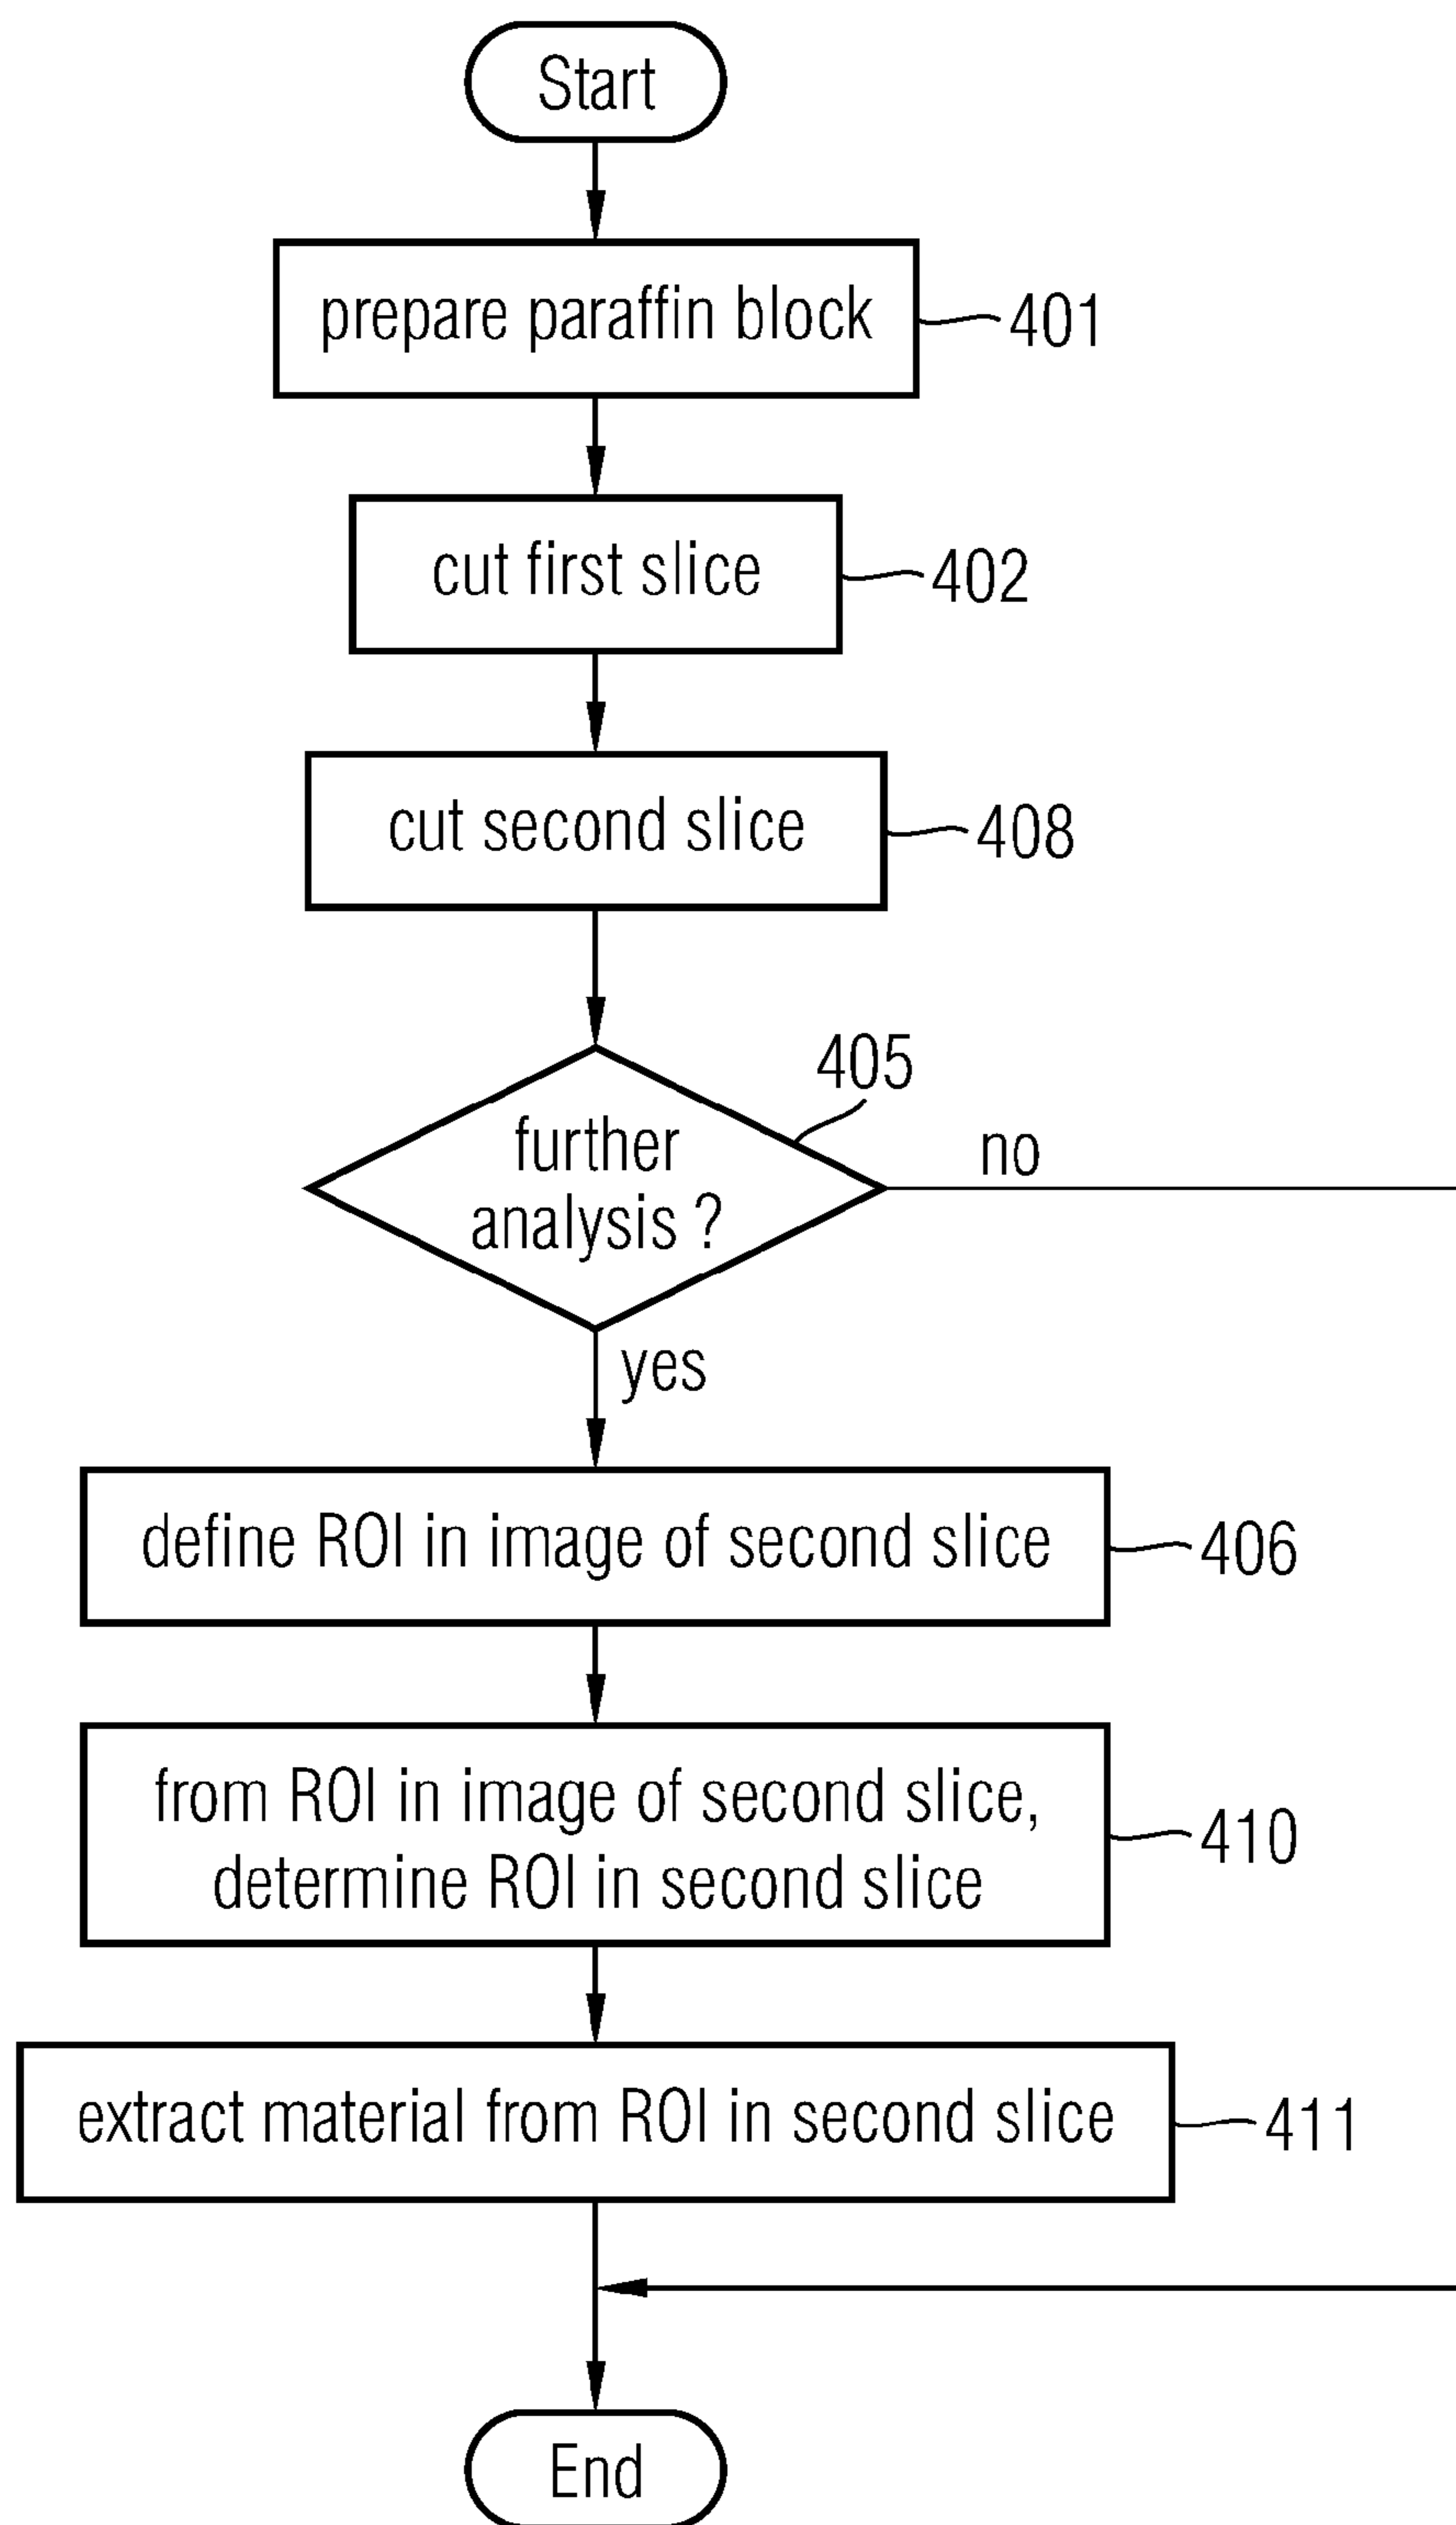 Start
prepare paraffin block
401
cut first slice
402
cut second slice
408
405
further
analysis ?
no
yes
define ROI in image of second slice
406
from ROI in image of second slice,
determine ROI in second slice
410
extract material from ROI in second slice
411
End